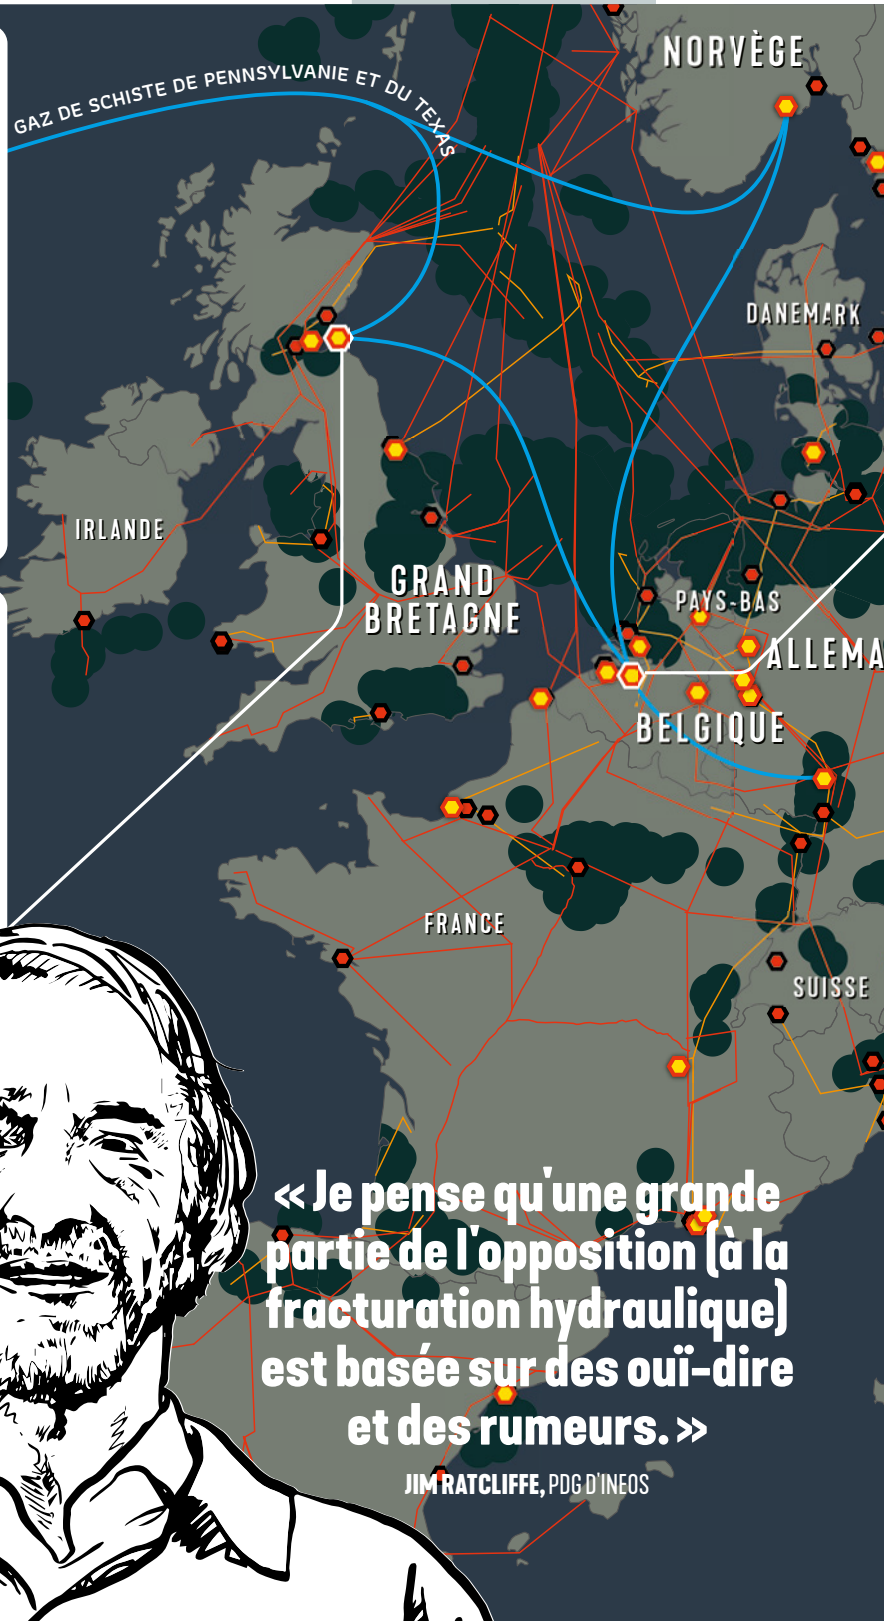 NORVÈGE
GAZ DE SCHISTE DE PENNSYLVANIE ET DU TEXAS
DANEMARK
IRLANDE
GRAND
BRETAGNE
PAYS-BAS
ALLEMA
BELGIQUE
FRANCE
SUISSE
« Je pense qu'une grande
partie de l'opposition (à la
fracturation hydraulique)
est basée sur des ouï-dire
et des rumeurs. »
JIM RATCLIFFE, PDG D'INEOS